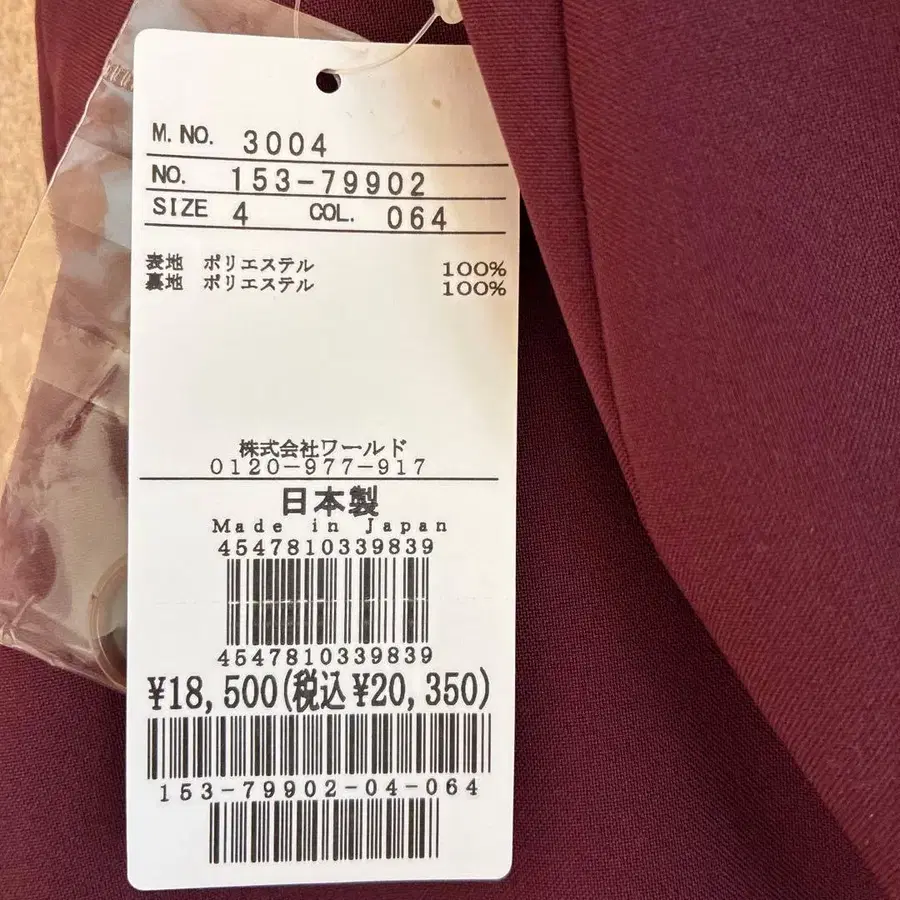 M. NO. 3004
NO. 153-79902
SIZE 4 COL. 064
表地 ポリエステル 100%
裏地 ポリエステル 100%
株式会社ワールド
0120-977-917
日本製
Made in Japan
4547810339839
4547810339839
¥18,500(税込¥20,350)
153-79902-04-064